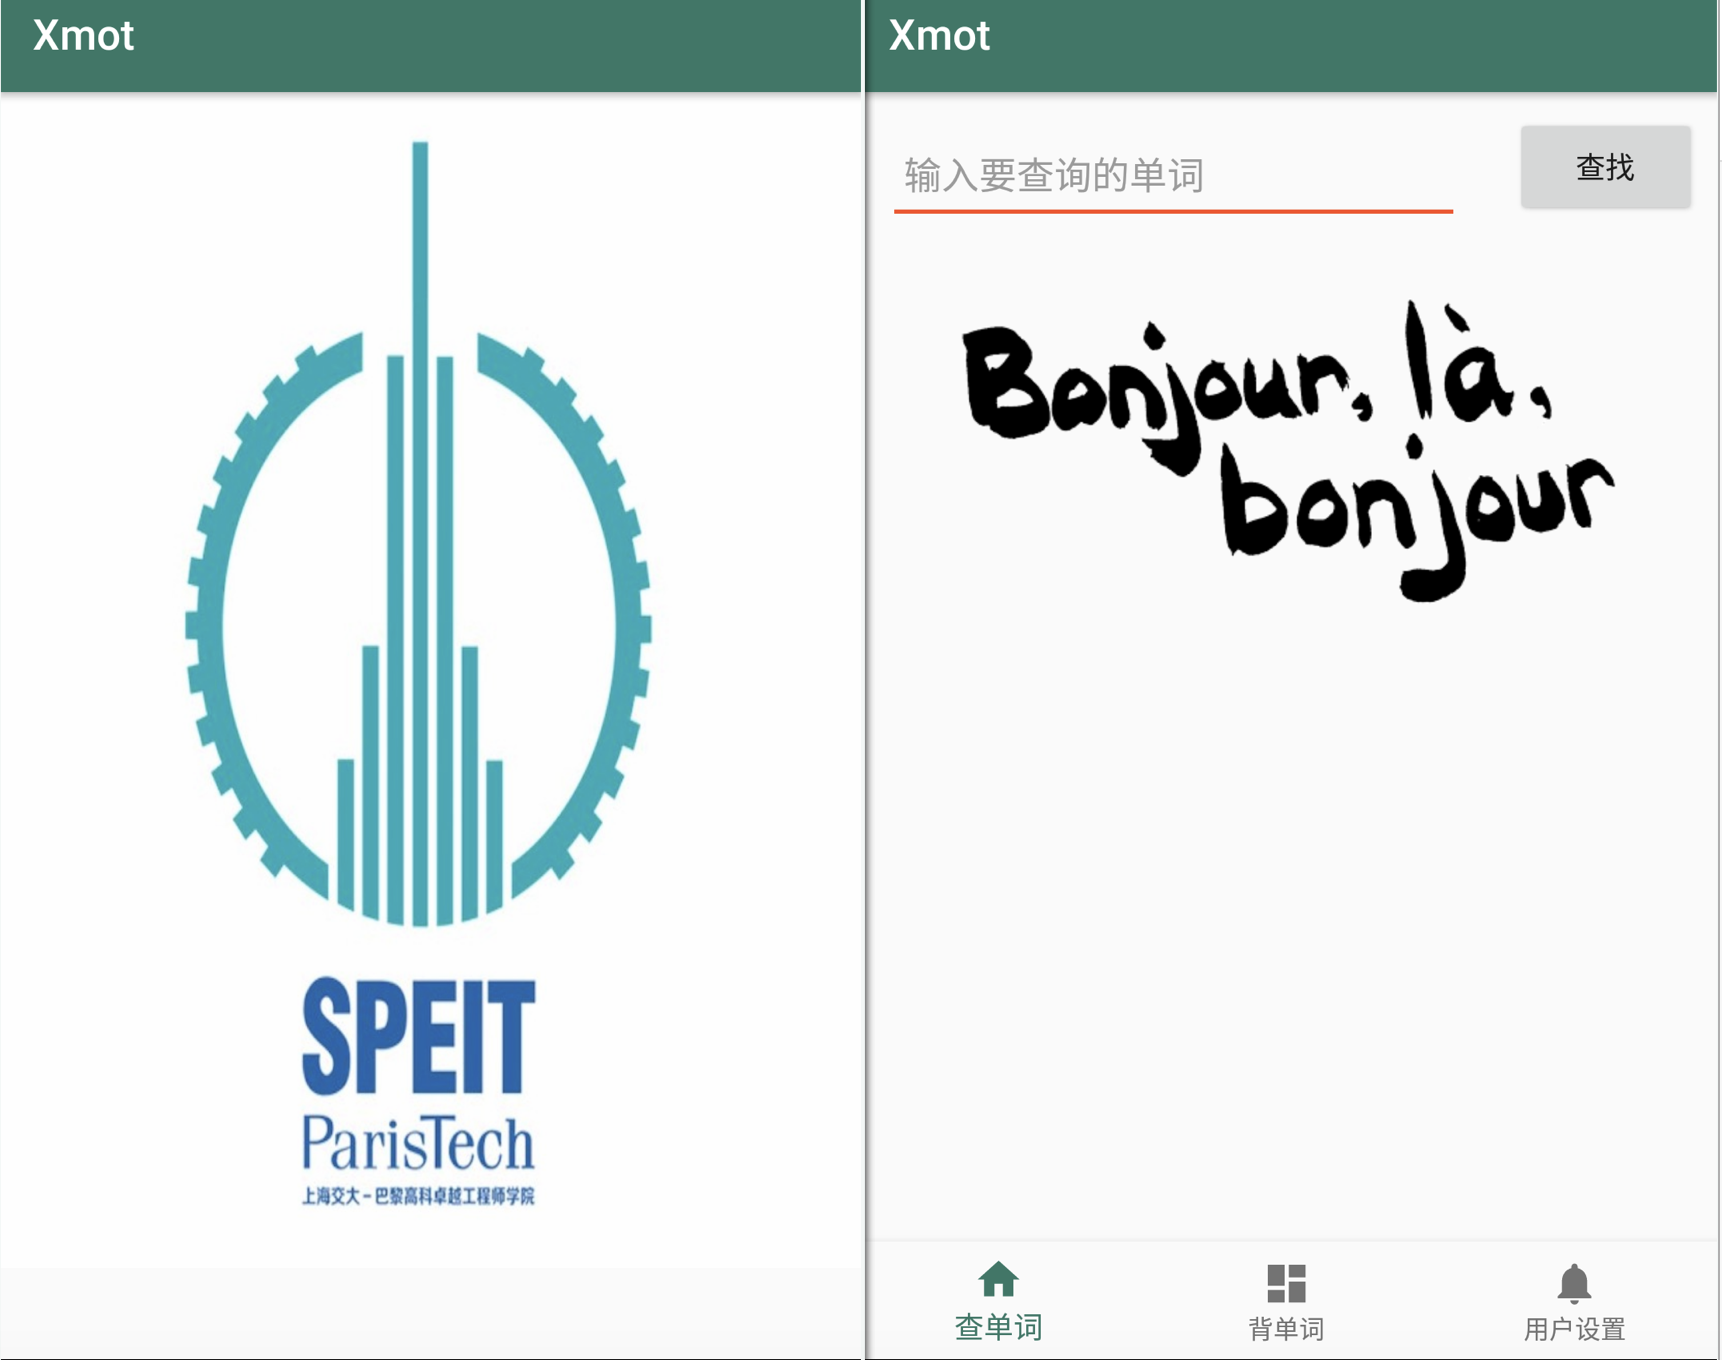 Xmot
SPEIT
ParisTech
上海交大-巴黎高科卓越工程师学院
Xmot
输入要查询的单词
查找
Bonjour, là,
bonjour
查单词
背单词
用户设置